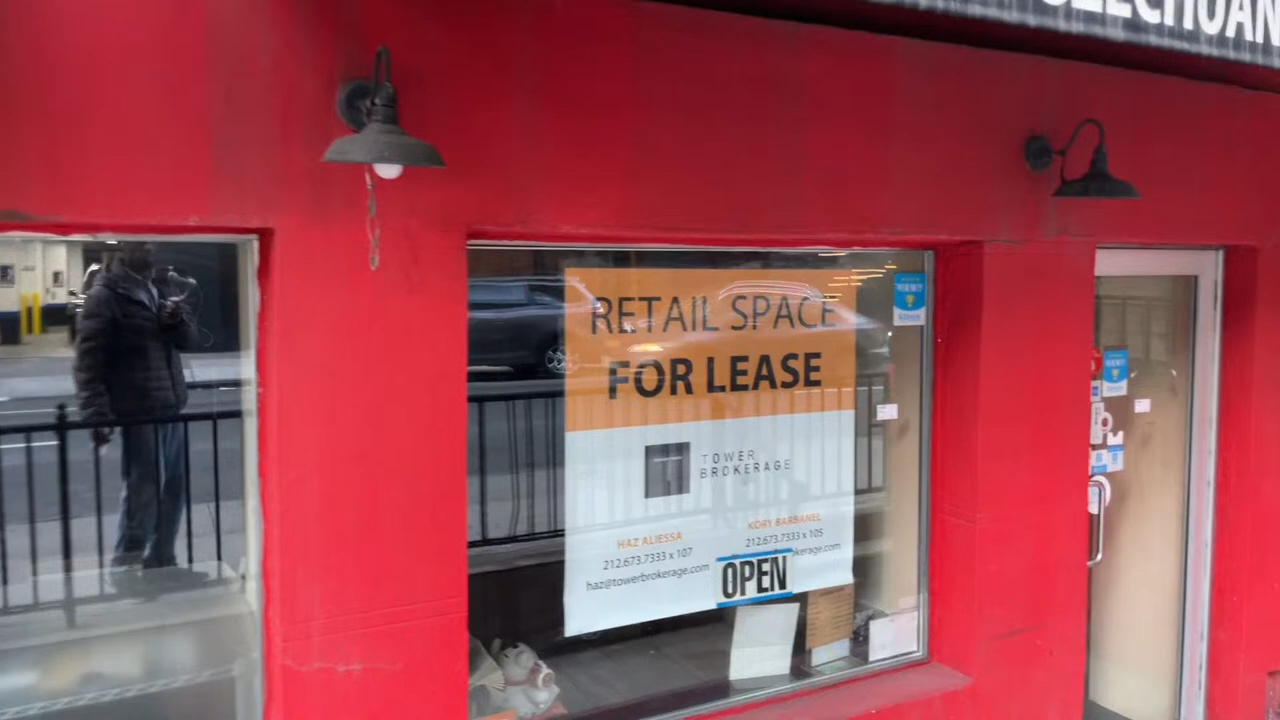 RETAIL SPACE
FOR LEASE
TOWER
BROKERAGE
HAZ ALIESSA
212.673.7333 x 107
haz@towerbrokerage.com
KORY BARBANEL
212.673.7333 x 105
OPEN